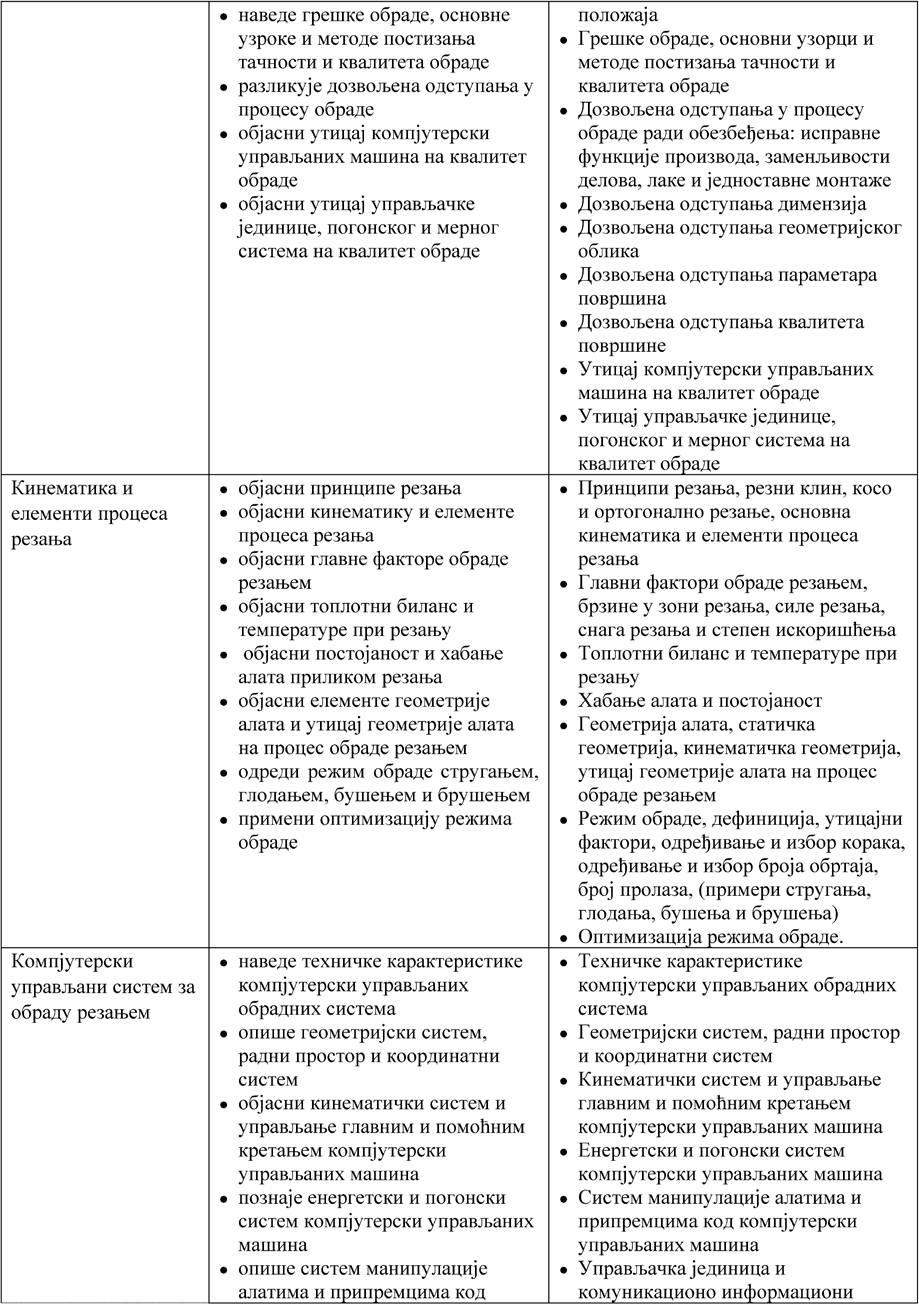 • наведе грешке обраде, основне
узроке и методе постизања
тачности и квалитета обраде
• разликује дозвољена одступања у
процесу обраде
• објасни утицај компјутерски
управљаних машина на квалитет
обраде
• објасни утицај управљачке
јединице, погонског и мерног
система на квалитет обраде
положаја
• Грешке обраде, основни узорци и
методе постизања тачности и
квалитета обраде
• Дозвољена одступања у процесу
обраде ради обезбеђења: исправне
функције производа, заменљивости
делова, лаке и једноставне монтаже
• Дозвољена одступања димензија
• Дозвољена одступања геометријског
облика
• Дозвољена одступања параметара
површина
• Дозвољена одступања квалитета
површине
• Утицај компјутерски управљаних
машина на квалитет обраде
• Утицај управљачке јединице,
погонског и мерног система на
квалитет обраде
Кинематика и
елементи процеса
резања
• објасни принципе резања
• објасни кинематику и елементе
процеса резања
• објасни главне факторе обраде
резањем
• објасни топлотни биланс и
температуре при резању
• објасни постојаност и хабање
алата приликом резања
• објасни елементе геометрије
алата и утицај геометрије алата
на процес обраде резањем
• одреди режим обраде стругањем,
глодањем, бушењем и брушењем
• примени оптимизацију режима
обраде
• Принципи резања, резни клин, косо
и ортогонално резање, основна
кинематика и елементи процеса
резања
• Главни фактори обраде резањем,
брзине у зони резања, силе резања,
снага резања и степен искоришћења
• Топлотни биланс и температуре при
резању
• Хабање алата и постојаност
• Геометрија алата, статичка
геометрија, кинематичка геометрија,
утицај геометрије алата на процес
обраде резањем
• Режим обраде, дефиниција, утицајни
фактори, одређивање и избор корака,
одређивање и избор броја обртаја,
број пролаза, (примери стругања,
глодања, бушења и брушења)
• Оптимизација режима обраде.
Компјутерски
управљани систем за
обраду резањем
• наведе техничке карактеристике
компјутерски управљаних
обрадних система
• опише геометријски систем,
радни простор и координатни
систем
• објасни кинематички систем и
управљање главним и помоћним
кретањем компјутерски
управљаних машина
• познаје енергетски и погонски
систем компјутерски управљаних
машина
• опише систем манипулације
алатима и припремцима код
• Техничке карактеристике
компјутерски управљаних обрадних
система
• Геометријски систем, радни простор
и координатни систем
• Кинематички систем и управљање
главним и помоћним кретањем
компјутерски управљаних машина
• Енергетски и погонски систем
компјутерски управљаних машина
• Систем манипулације алатима и
припремцима код компјутерски
управљаних машина
• Управљачка јединица и
комуникационо информациони